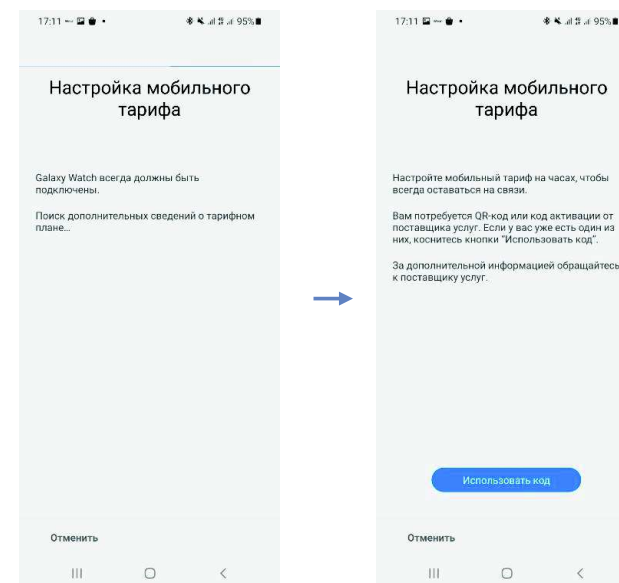 17:11
95%
Настройка мобильного
тарифа
Galaxy Watch всегда должны быть
подключены.
Поиск дополнительных сведений о тарифном
плане...
Отменить
17:11
95%
Настройка мобильного
тарифа
Настройте мобильный тариф на часах, чтобы
всегда оставаться на связи.
Вам потребуется QR-код или код активации от
поставщика услуг. Если у вас уже есть один из
них, коснитесь кнопки "Использовать код".
За дополнительной информацией обращайтесь
к поставщику услуг.
Использовать код
Отменить